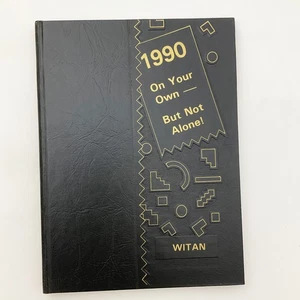 1990
On Your
Own —
But Not
Alone!
WITAN